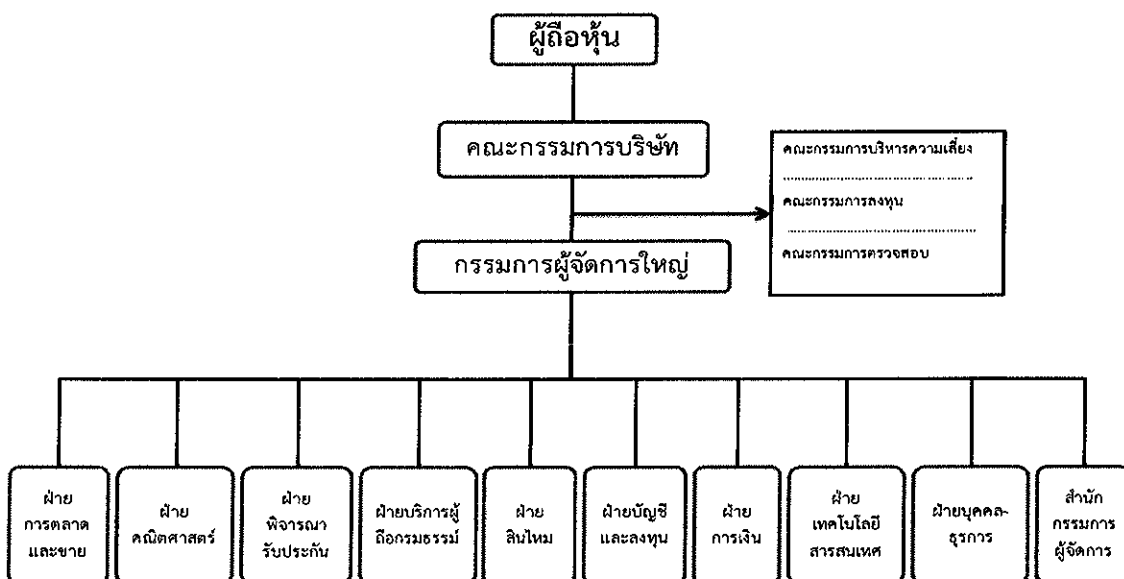 ผู้ถือหุ้น
คณะกรรมการบริษัท
คณะกรรมการบริหารความเสี่ยง
คณะกรรมการลงทุน
คณะกรรมการตรวจสอบ
กรรมการผู้จัดการใหญ่
ฝ่าย
การตลาด
และขาย
ฝ่าย
คณิตศาสตร์
ฝ่าย
พิจารณา
รับประกัน
ฝ่ายบริการผู้
ถือกรมธรรม์
ฝ่าย
สินไหม
ฝ่ายบัญชี
และลงทุน
ฝ่าย
การเงิน
ฝ่าย
เทคโนโลยี
สารสนเทศ
ฝ่ายบุคคล-
ธุรการ
สำนัก
กรรมการ
ผู้จัดการ